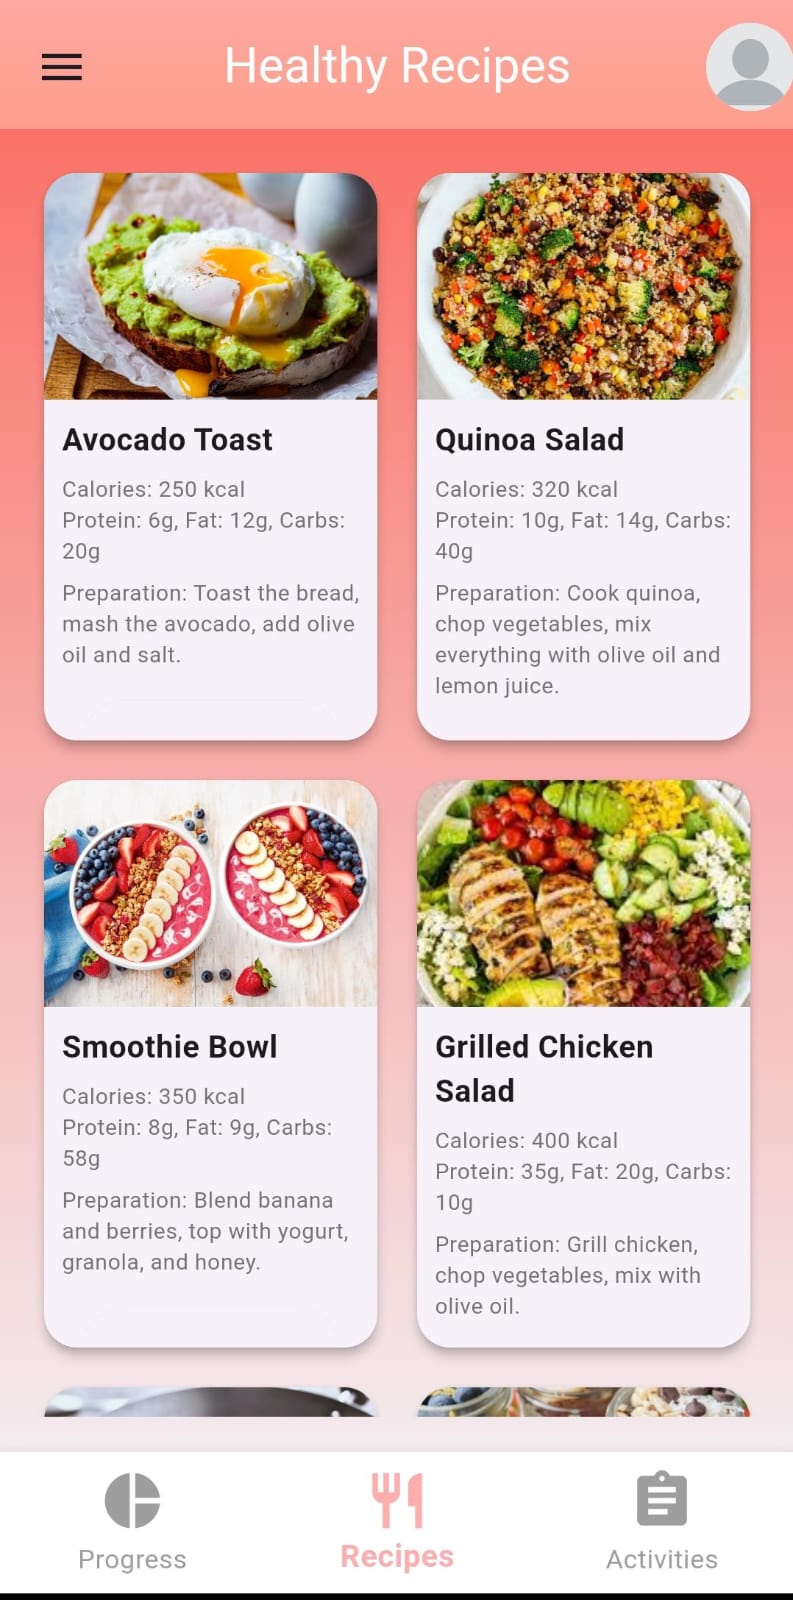 Healthy Recipes
Avocado Toast
Calories: 250 kcal
Protein: 6g, Fat: 12g, Carbs:
20g
Preparation: Toast the bread,
mash the avocado, add olive
oil and salt.
Quinoa Salad
Calories: 320 kcal
Protein: 10g, Fat: 14g, Carbs:
40g
Preparation: Cook quinoa,
chop vegetables, mix
everything with olive oil and
lemon juice.
Smoothie Bowl
Calories: 350 kcal
Protein: 8g, Fat: 9g, Carbs:
58g
Preparation: Blend banana
and berries, top with yogurt,
granola, and honey.
Grilled Chicken
Salad
Calories: 400 kcal
Protein: 35g, Fat: 20g, Carbs:
10g
Preparation: Grill chicken,
chop vegetables, mix with
olive oil.
Progress
Recipes
Activities